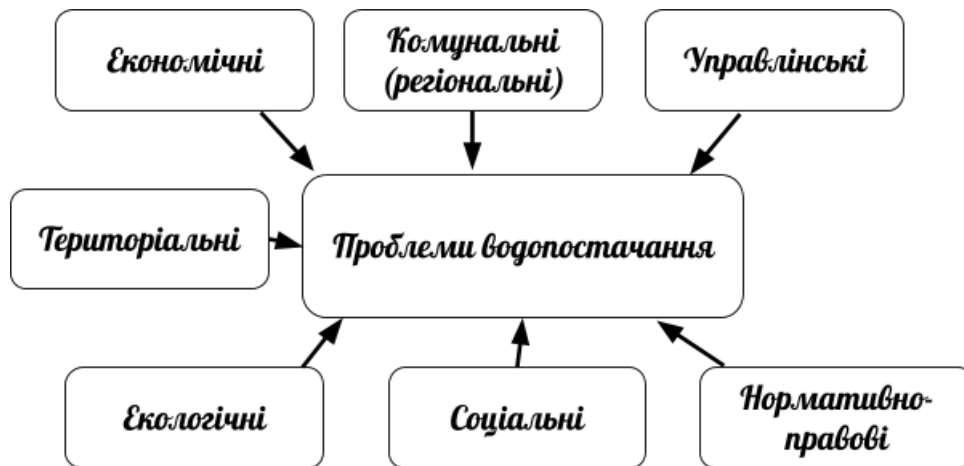 Економічні
Комунальні
(регіональні)
Управлінські
Територіальні
Проблеми водопостачання
Екологічні
Соціальні
Нормативно-
правові